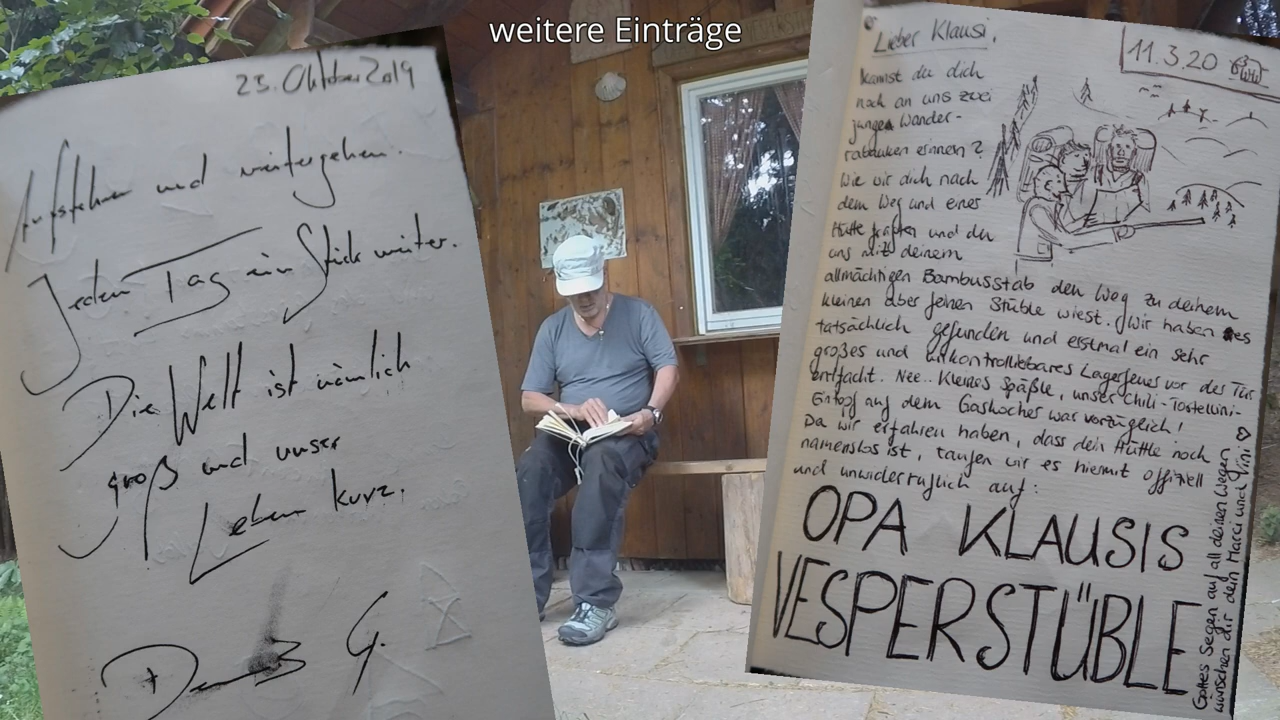 weitere Einträge
23. Oktober 2019
Aufstehen und weitergehen.
Jeden Tag ein Stück weiter.
Die Welt ist nämlich
groß und unser
Leben kurz.
G.
Lieber Klausi,
11.3.20
kannst du dich
noch an uns zwei
junge Wander-
rabauken erinnern?
Wie wir dich nach
dem Weg und einer
Hütte fragten und du
uns mit deinem
allmächtigen Bambusstab den Weg zu deinem
kleinen aber feinen Stüble wiest. Wir haben es
tatsächlich gefunden und erstmal ein sehr
großes und unkontrollierbares Lagerfeuer vor der Tür
entfacht. Nee.. Kleines Späßle, unser Chili-Tortellini-
Eintopf auf dem Gaskocher war vorzüglich!
Da wir erfahren haben, dass dein Hüttle noch
namenslos ist, taufen wir es hiermit offiziell
und unwiderruflich auf:
OPA KLAUSIS
VESPERSTÜBLE
Gottes Segen auf all deinen Wegen
wünschen dir dein Marci und Vini ♡